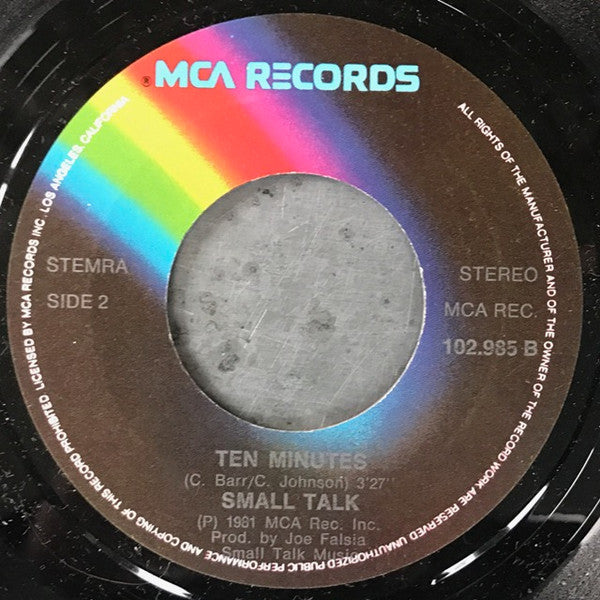 ® MCA RECORDS
STEMRA
SIDE 2
STEREO
MCA REC.
102.985 B
TEN MINUTES
(C. Barr/C. Johnson) 3'27"
SMALL TALK
(P) 1981 MCA Rec. Inc.
Prod. by Joe Falsia
Small Talk Music
ALL RIGHTS OF THE MANUFACTURER AND OF THE OWNER OF THE RECORD WORK ARE RESERVED UNAUTHORIZED PUBLIC PERFORMANCE AND COPYING OF THIS RECORD PROHIBITED LICENSED BY MCA RECORDS INC. LOS ANGELES, CALIFORNIA